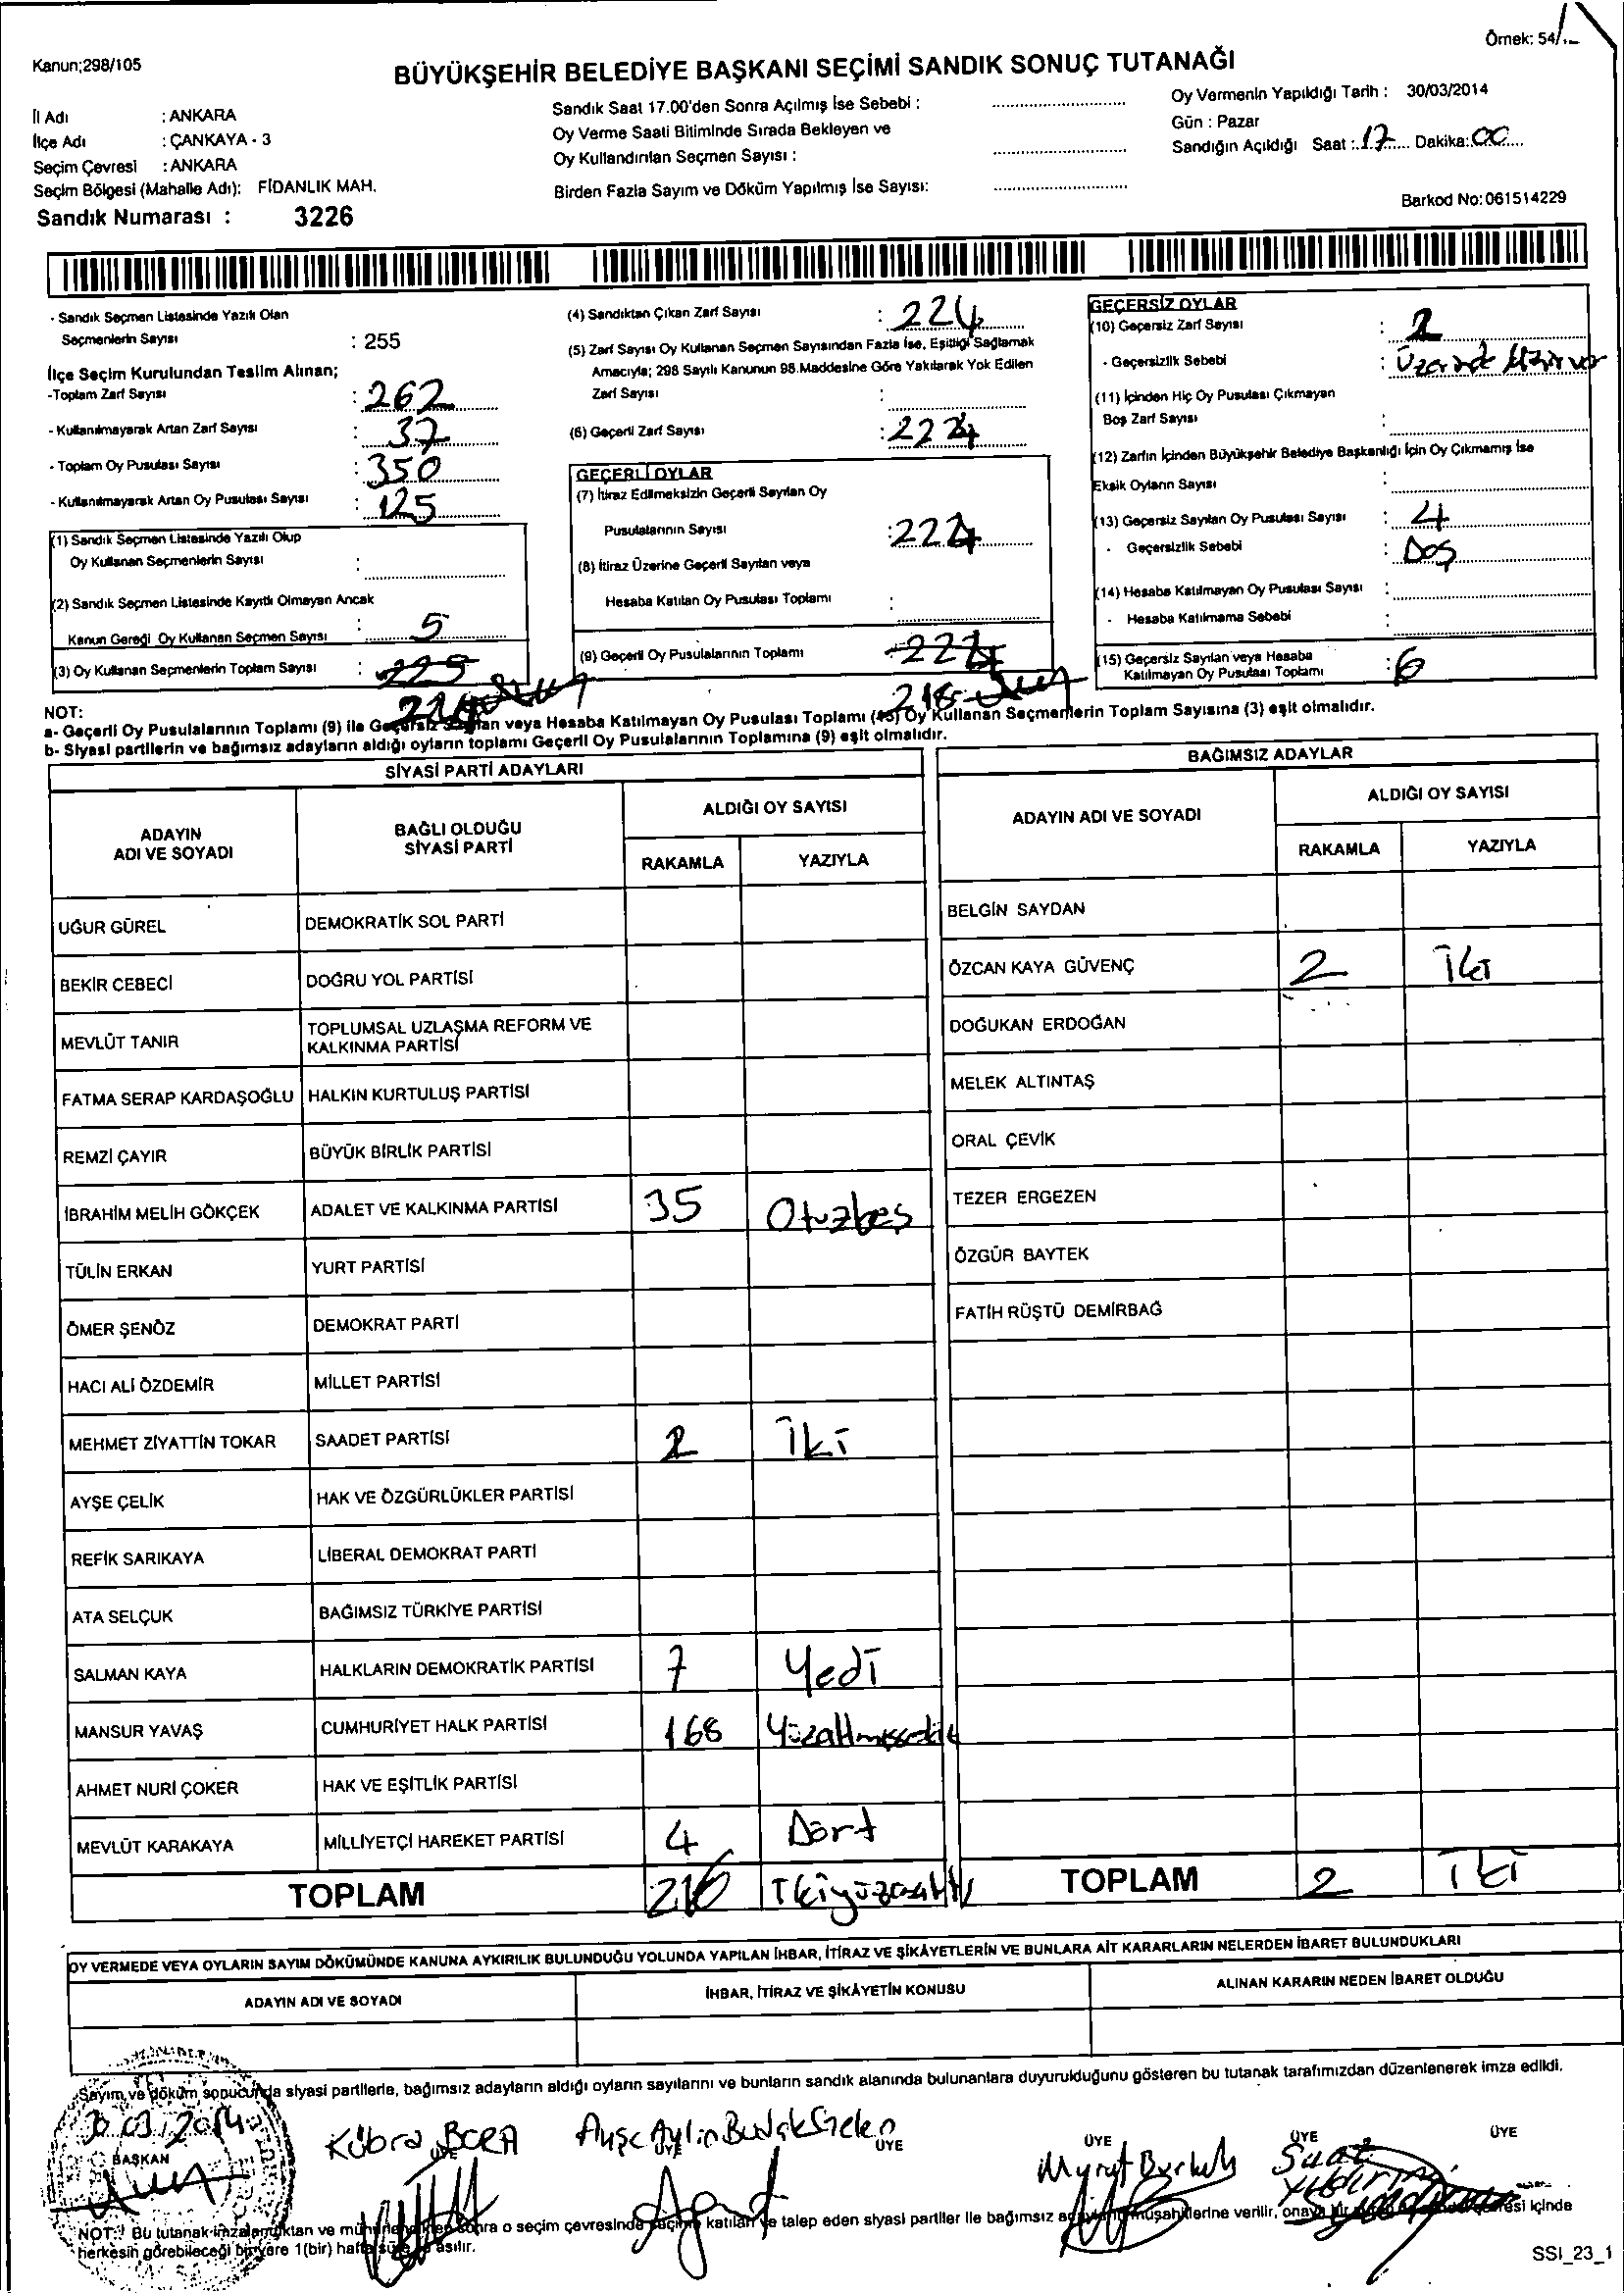 Örnek: 54/
Kanun;298/105
BÜYÜKŞEHİR BELEDİYE BAŞKANI SEÇİMİ SANDIK SONUÇ TUTANAĞI
İl Adı : ANKARA
İlçe Adı : ÇANKAYA - 3
Seçim Çevresi : ANKARA
Seçim Bölgesi (Mahalle Adı): FİDANLIK MAH.
Sandık Numarası : 3226
Sandık Saat 17.00'den Sonra Açılmış İse Sebebi :
Oy Verme Saati Bitiminde Sırada Bekleyen ve
Oy Kullandırılan Seçmen Sayısı :
Birden Fazla Sayım ve Döküm Yapılmış İse Sayısı:
Oy Vermenin Yapıldığı Tarih : 30/03/2014
Gün : Pazar
Sandığın Açıldığı Saat : 17 Dakika: 00
Barkod No:061514229
- Sandık Seçmen Listesinde Yazılı Olan
Seçmenlerin Sayısı : 255
İlçe Seçim Kurulundan Teslim Alınan;
-Toplam Zarf Sayısı : 262
- Kullanılmayarak Artan Zarf Sayısı : 37
- Toplam Oy Pusulası Sayısı : 350
- Kullanılmayarak Artan Oy Pusulası Sayısı : 125
(1) Sandık Seçmen Listesinde Yazılı Olup
Oy Kullanan Seçmenlerin Sayısı :
(2) Sandık Seçmen Listesinde Kayıtlı Olmayan Ancak
Kanun Gereği Oy Kullanan Seçmen Sayısı : 5
(3) Oy Kullanan Seçmenlerin Toplam Sayısı : 225
224
(4) Sandıktan Çıkan Zarf Sayısı : 224
(5) Zarf Sayısı Oy Kullanan Seçmen Sayısından Fazla İse, Eşitliği Sağlamak
Amacıyla; 298 Sayılı Kanunun 98.Maddesine Göre Yakılarak Yok Edilen
Zarf Sayısı :
(6) Geçerli Zarf Sayısı : 222
GEÇERLİ OYLAR
(7) İtiraz Edilmeksizin Geçerli Sayılan Oy
Pusulalarının Sayısı : 222
(8) İtiraz Üzerine Geçerli Sayılan veya
Hesaba Katılan Oy Pusulası Toplamı :
(9) Geçerli Oy Pusulalarının Toplamı : 222
218
GEÇERSİZ OYLAR
(10) Geçersiz Zarf Sayısı : 2
- Geçersizlik Sebebi : Üzerinde Mühür var
(11) İçinden Hiç Oy Pusulası Çıkmayan
Boş Zarf Sayısı :
(12) Zarfın İçinden Büyükşehir Belediye Başkanlığı İçin Oy Çıkmamış İse
Eksik Oyların Sayısı :
(13) Geçersiz Sayılan Oy Pusulası Sayısı : 4
- Geçersizlik Sebebi : Boş
(14) Hesaba Katılmayan Oy Pusulası Sayısı :
- Hesaba Katılmama Sebebi :
(15) Geçersiz Sayılan veya Hesaba
Katılmayan Oy Pusulası Toplamı : 6
NOT:
a- Geçerli Oy Pusulalarının Toplamı (9) ile Geçersiz Sayılan veya Hesaba Katılmayan Oy Pusulası Toplamı (15) Oy Kullanan Seçmenlerin Toplam Sayısına (3) eşit olmalıdır.
b- Siyasi partilerin ve bağımsız adayların aldığı oyların toplamı Geçerli Oy Pusulalarının Toplamına (9) eşit olmalıdır.
SİYASİ PARTİ ADAYLARI
ADAYIN ADI VE SOYADI
BAĞLI OLDUĞU SİYASİ PARTİ
ALDIĞI OY SAYISI
RAKAMLA YAZIYLA
UĞUR GÜREL DEMOKRATİK SOL PARTİ
BEKİR CEBECİ DOĞRU YOL PARTİSİ
MEVLÜT TANIR TOPLUMSAL UZLAŞMA REFORM VE KALKINMA PARTİSİ
FATMA SERAP KARDAŞOĞLU HALKIN KURTULUŞ PARTİSİ
REMZİ ÇAYIR BÜYÜK BİRLİK PARTİSİ
İBRAHİM MELİH GÖKÇEK ADALET VE KALKINMA PARTİSİ 35 Otuzbeş
TÜLİN ERKAN YURT PARTİSİ
ÖMER ŞENÖZ DEMOKRAT PARTİ
HACI ALİ ÖZDEMİR MİLLET PARTİSİ
MEHMET ZİYATTİN TOKAR SAADET PARTİSİ 2 İki
AYŞE ÇELİK HAK VE ÖZGÜRLÜKLER PARTİSİ
REFİK SARIKAYA LİBERAL DEMOKRAT PARTİ
ATA SELÇUK BAĞIMSIZ TÜRKİYE PARTİSİ
SALMAN KAYA HALKLARIN DEMOKRATİK PARTİSİ 7 Yedi
MANSUR YAVAŞ CUMHURİYET HALK PARTİSİ 168 Yüzaltmışsekiz
AHMET NURİ ÇOKER HAK VE EŞİTLİK PARTİSİ
MEVLÜT KARAKAYA MİLLİYETÇİ HAREKET PARTİSİ 4 Dört
TOPLAM 216 İkiyüzonaltı
BAĞIMSIZ ADAYLAR
ADAYIN ADI VE SOYADI
ALDIĞI OY SAYISI
RAKAMLA YAZIYLA
BELGİN SAYDAN
ÖZCAN KAYA GÜVENÇ 2 İki
DOĞUKAN ERDOĞAN
MELEK ALTINTAŞ
ORAL ÇEVİK
TEZER ERGEZEN
ÖZGÜR BAYTEK
FATİH RÜŞTÜ DEMİRBAĞ
TOPLAM 2 İki
OY VERMEDE VEYA OYLARIN SAYIM DÖKÜMÜNDE KANUNA AYKIRILIK BULUNDUĞU YOLUNDA YAPILAN İHBAR, İTİRAZ VE ŞİKÂYETLERİN VE BUNLARA AİT KARARLARIN NELERDEN İBARET BULUNDUKLARI
ADAYIN ADI VE SOYADI
İHBAR, İTİRAZ VE ŞİKÂYETİN KONUSU
ALINAN KARARIN NEDEN İBARET OLDUĞU
Sayım ve döküm sonucunda siyasi partilerle, bağımsız adayların aldığı oyların sayılarını ve bunların sandık alanında bulunanlara duyurulduğunu gösteren bu tutanak tarafımızdan düzenlenerek imza edildi.
30.03.2014
BAŞKAN
Kübra BORA
ÜYE
Ayşe Aylin
ÜYE
ÜYE
Murat
ÜYE
Suat Yıldırım
ÜYE
NOT: Bu tutanak imzalandıktan ve mühürlendikten sonra o seçim çevresinde seçime katılan ve talep eden siyasi partiler ile bağımsız aday müşahitlerine verilir, içinde
herkesin görebileceği bir yere 1(bir) hafta süre ile asılır.
SSI_23_1